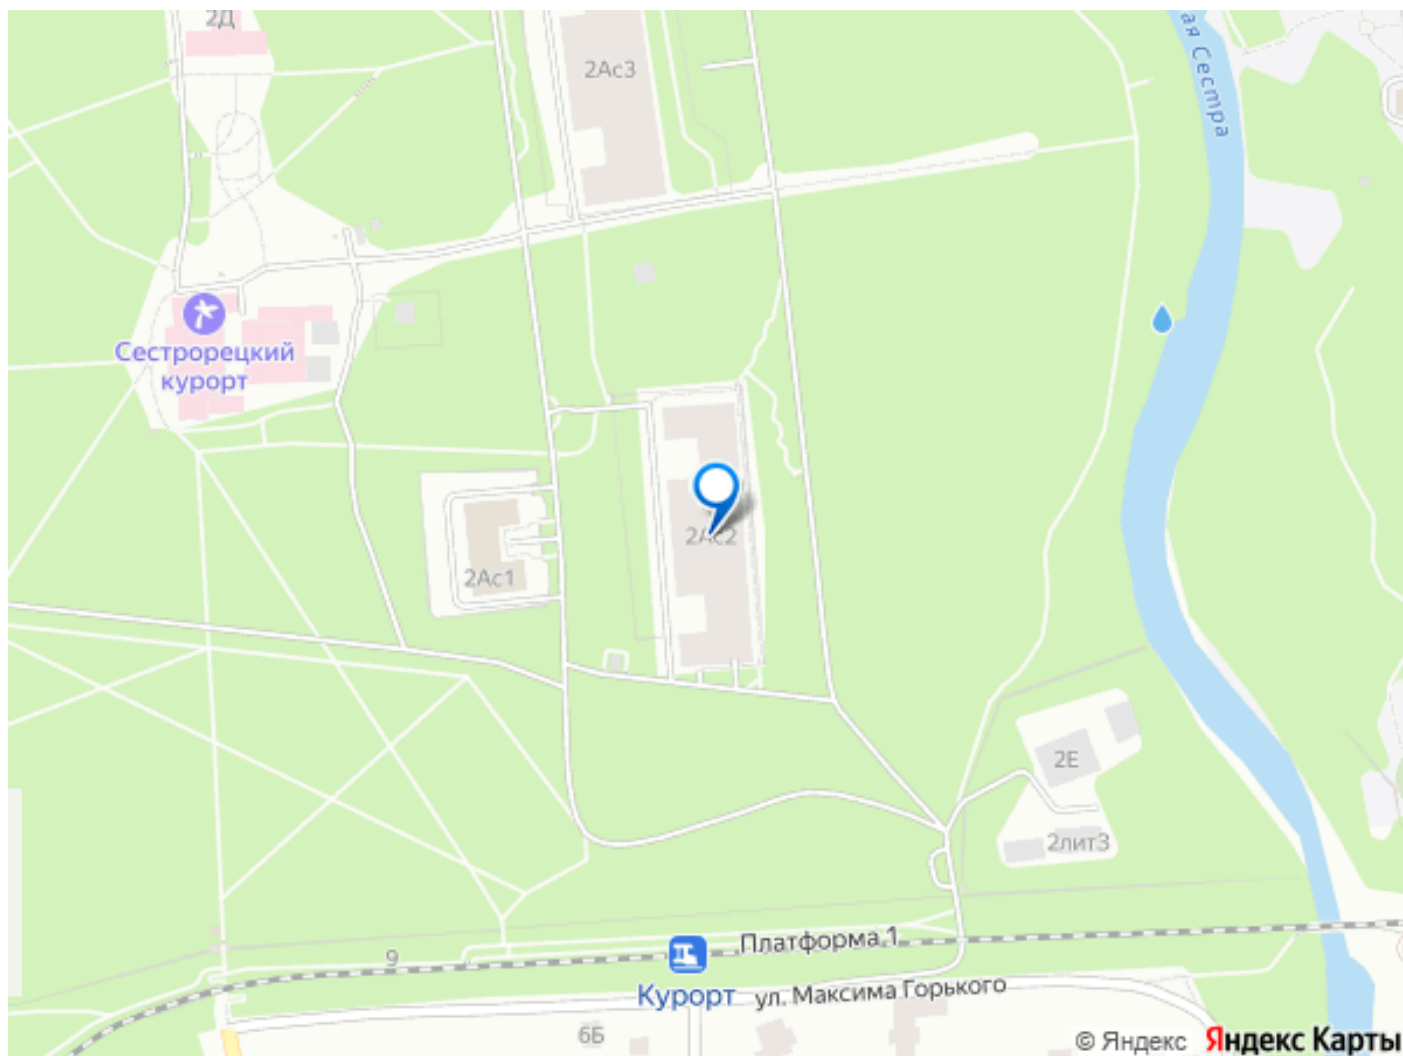 2Д
2Ас3
ая Сестра
Сестрорецкий
курорт
2Ас2
2Ас1
2Е
2лит3
Платформа 1
9
Курорт
ул. Максима Горького
6Б
© Яндекс Яндекс Карты